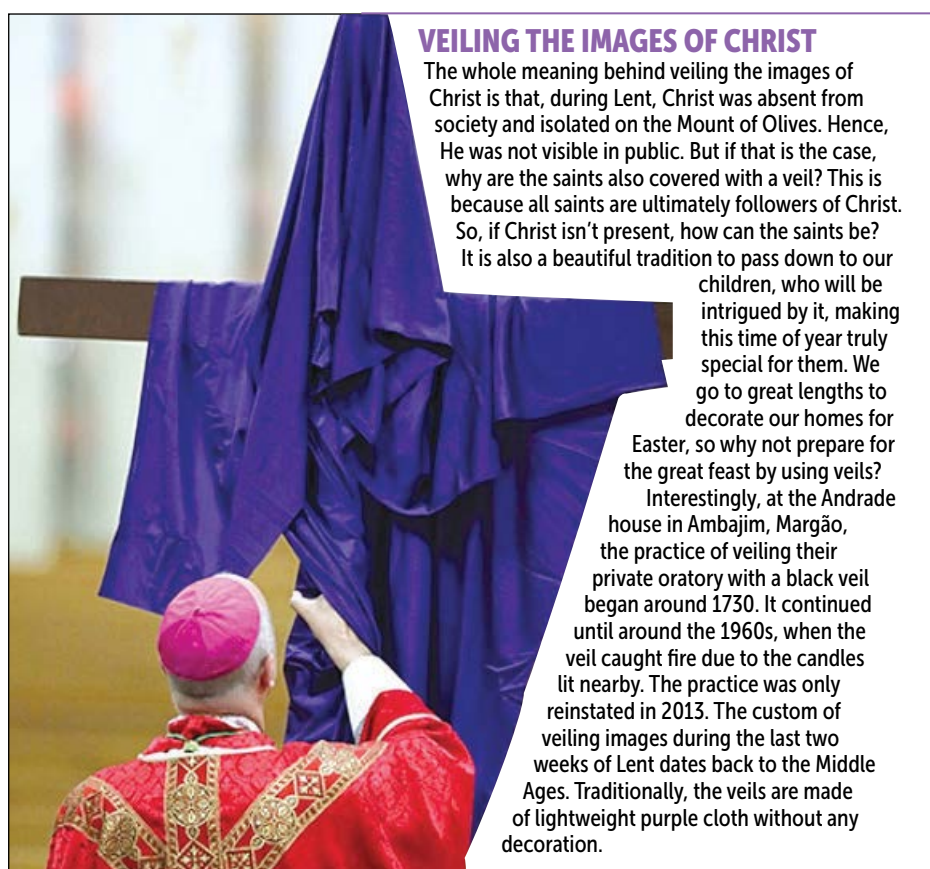 VEILING THE IMAGES OF CHRIST
The whole meaning behind veiling the images of
Christ is that, during Lent, Christ was absent from
society and isolated on the Mount of Olives. Hence,
He was not visible in public. But if that is the case,
why are the saints also covered with a veil? This is
because all saints are ultimately followers of Christ.
So, if Christ isn’t present, how can the saints be?
It is also a beautiful tradition to pass down to our
children, who will be
intrigued by it, making
this time of year truly
special for them. We
go to great lengths to
decorate our homes for
Easter, so why not prepare for
the great feast by using veils?
Interestingly, at the Andrade
house in Ambajim, Margão,
the practice of veiling their
private oratory with a black veil
began around 1730. It continued
until around the 1960s, when the
veil caught fire due to the candles
lit nearby. The practice was only
reinstated in 2013. The custom of
veiling images during the last two
weeks of Lent dates back to the Middle
Ages. Traditionally, the veils are made
of lightweight purple cloth without any
decoration.